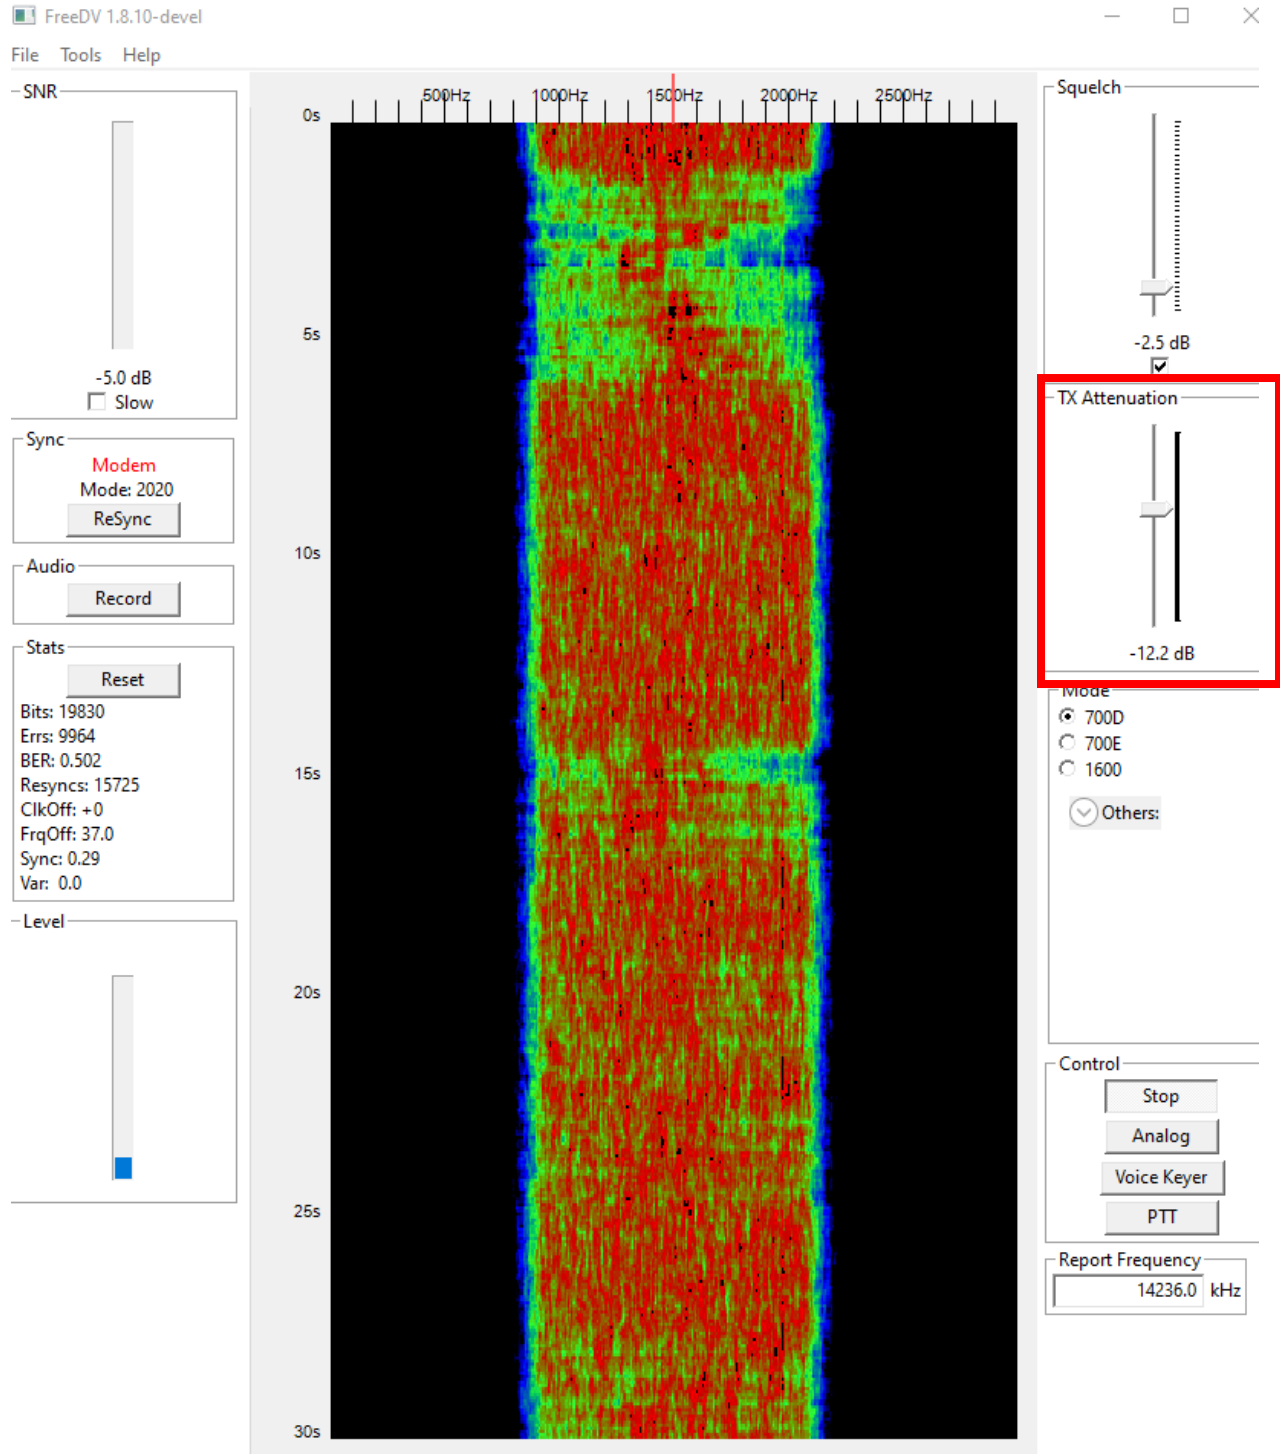 FreeDV 1.8.10-devel
File Tools Help
SNR
-5.0 dB
Slow
Sync
Modem
Mode: 2020
ReSync
Audio
Record
Stats
Reset
Bits: 19830
Errs: 9964
BER: 0.502
Resyncs: 15725
ClkOff: +0
FrqOff: 37.0
Sync: 0.29
Var: 0.0
Level
500Hz 1000Hz 1500Hz 2000Hz 2500Hz
0s
5s
10s
15s
20s
25s
30s
Squelch
-2.5 dB
TX Attenuation
-12.2 dB
Mode
700D
700E
1600
Others:
Control
Stop
Analog
Voice Keyer
PTT
Report Frequency
14236.0 kHz